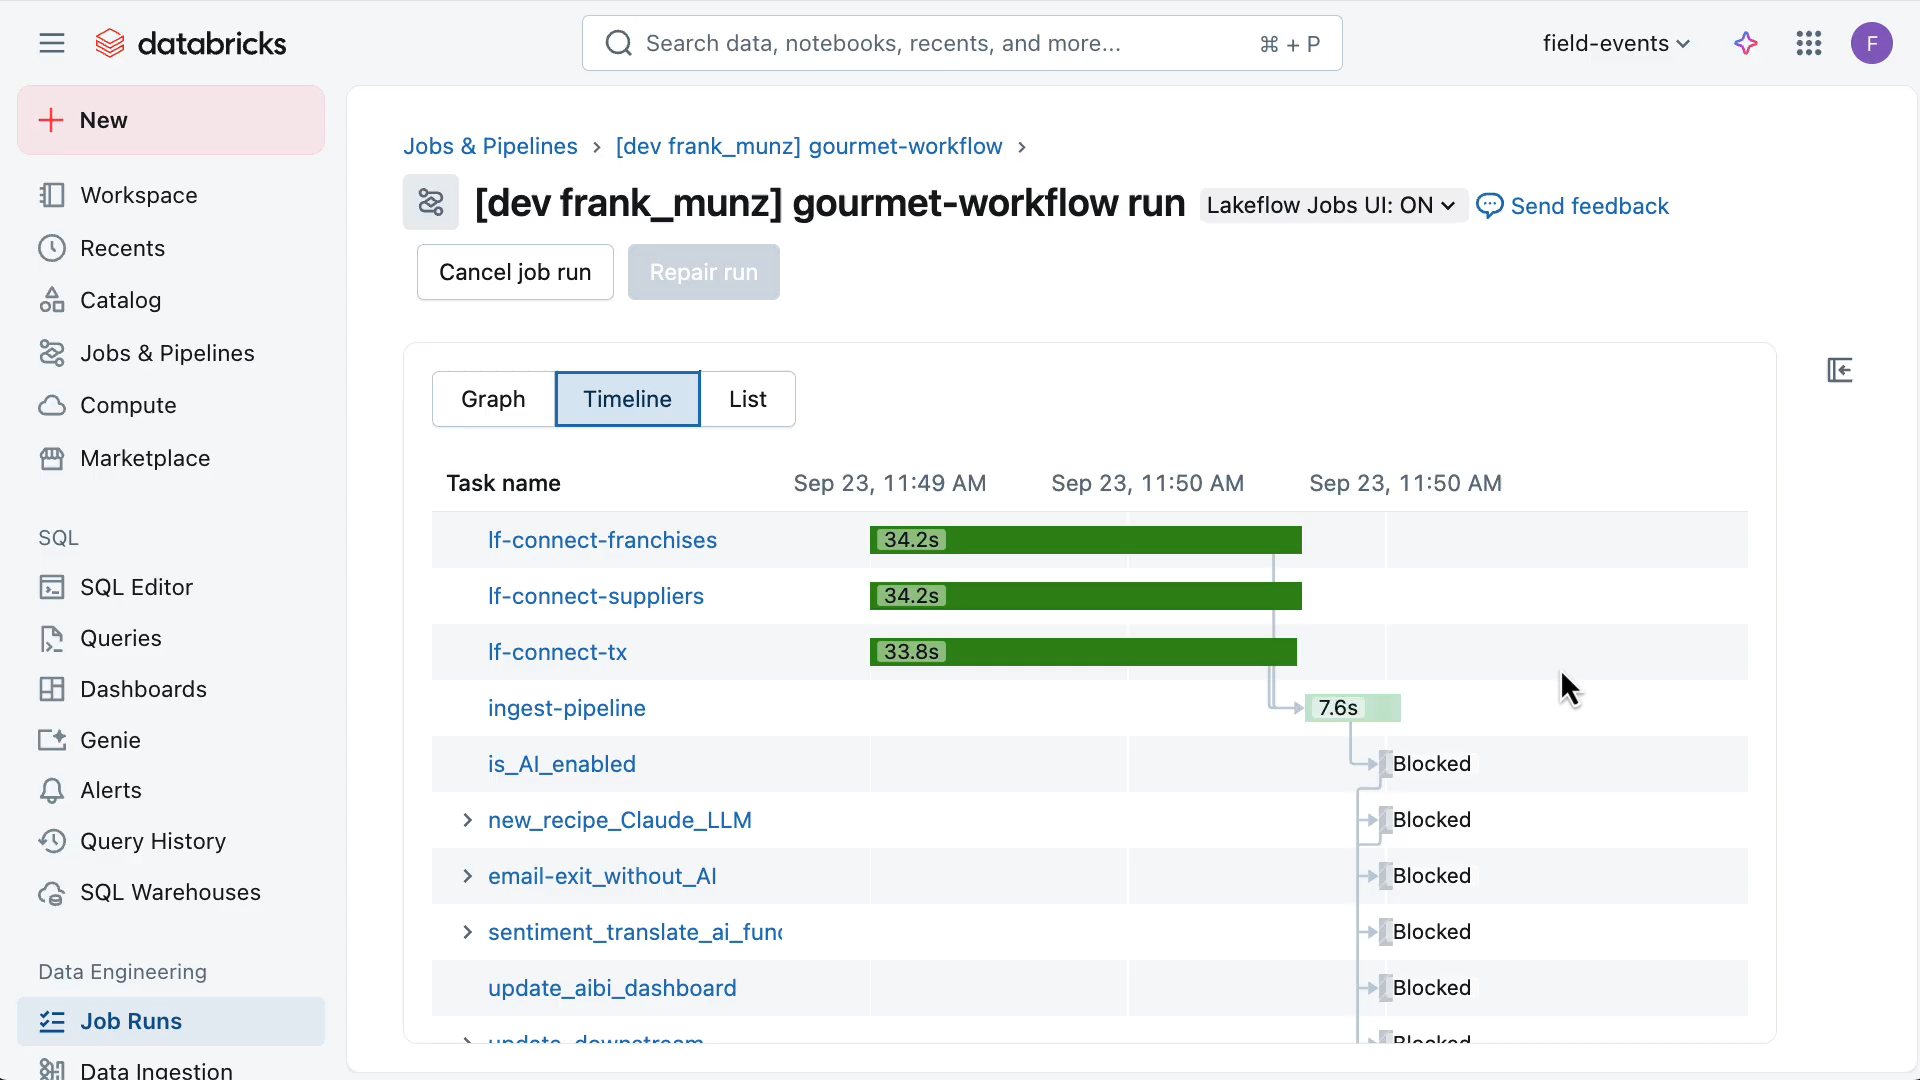 databricks
Search data, notebooks, recents, and more...
⌘ + P
field-events
F
New
Workspace
Recents
Catalog
Jobs & Pipelines
Compute
Marketplace
SQL
SQL Editor
Queries
Dashboards
Genie
Alerts
Query History
SQL Warehouses
Data Engineering
Job Runs
Data Ingestion
Jobs & Pipelines > [dev frank_munz] gourmet-workflow >
[dev frank_munz] gourmet-workflow run
Lakeflow Jobs UI: ON
Send feedback
Cancel job run
Repair run
Graph
Timeline
List
Task name
Sep 23, 11:49 AM
Sep 23, 11:50 AM
Sep 23, 11:50 AM
lf-connect-franchises
34.2s
lf-connect-suppliers
34.2s
lf-connect-tx
33.8s
ingest-pipeline
7.6s
is_AI_enabled
Blocked
new_recipe_Claude_LLM
Blocked
email-exit_without_AI
Blocked
sentiment_translate_ai_func
Blocked
update_aibi_dashboard
Blocked
update_downstream
Blocked